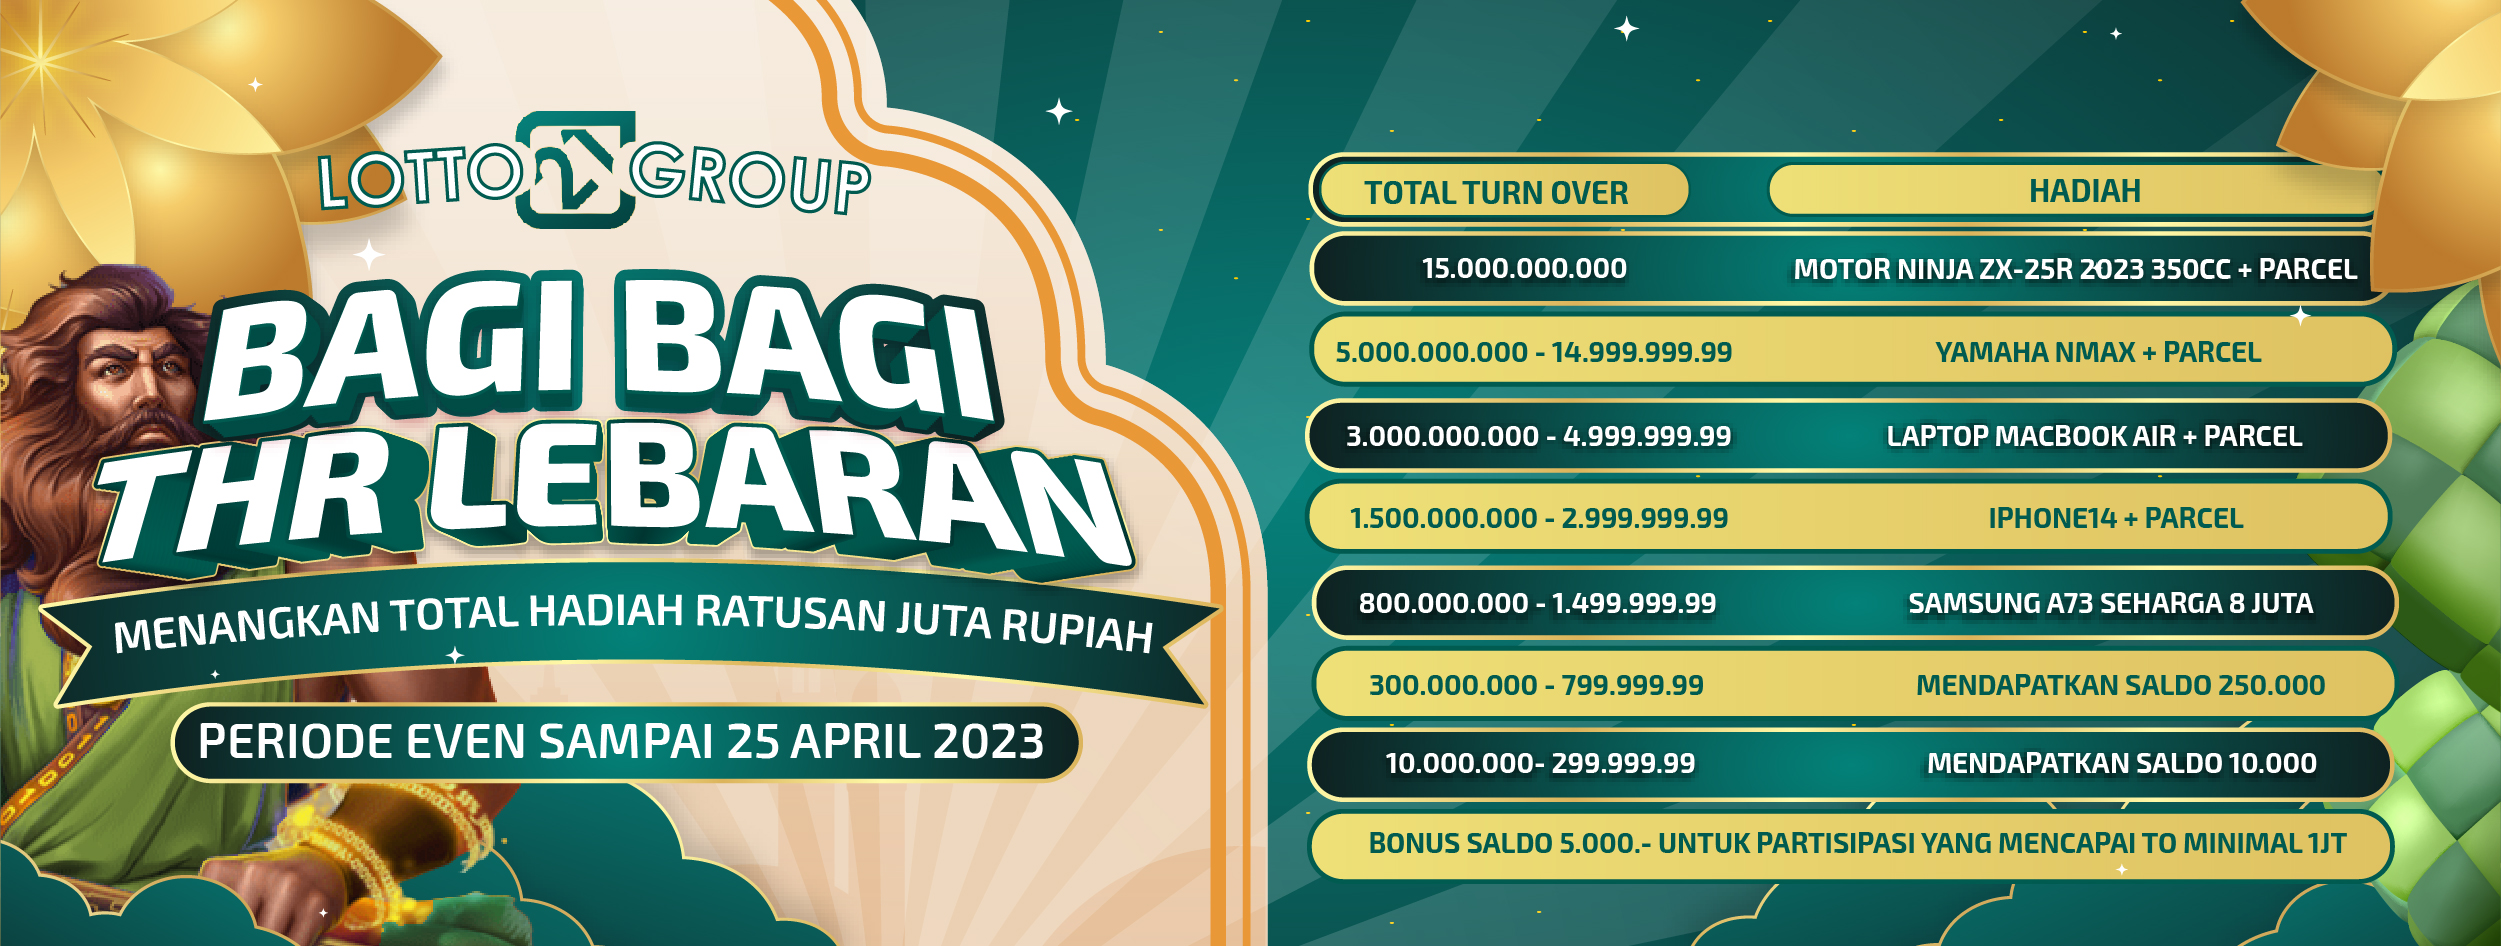 LOTTO 21 GROUP
BAGI BAGI
THR LEBARAN
MENANGKAN TOTAL HADIAH RATUSAN JUTA RUPIAH
PERIODE EVEN SAMPAI 25 APRIL 2023
TOTAL TURN OVER HADIAH
15.000.000.000 MOTOR NINJA ZX-25R 2023 350CC + PARCEL
5.000.000.000 - 14.999.999.99 YAMAHA NMAX + PARCEL
3.000.000.000 - 4.999.999.99 LAPTOP MACBOOK AIR + PARCEL
1.500.000.000 - 2.999.999.99 IPHONE14 + PARCEL
800.000.000 - 1.499.999.99 SAMSUNG A73 SEHARGA 8 JUTA
300.000.000 - 799.999.99 MENDAPATKAN SALDO 250.000
10.000.000- 299.999.99 MENDAPATKAN SALDO 10.000
BONUS SALDO 5.000.- UNTUK PARTISIPASI YANG MENCAPAI TO MINIMAL 1JT